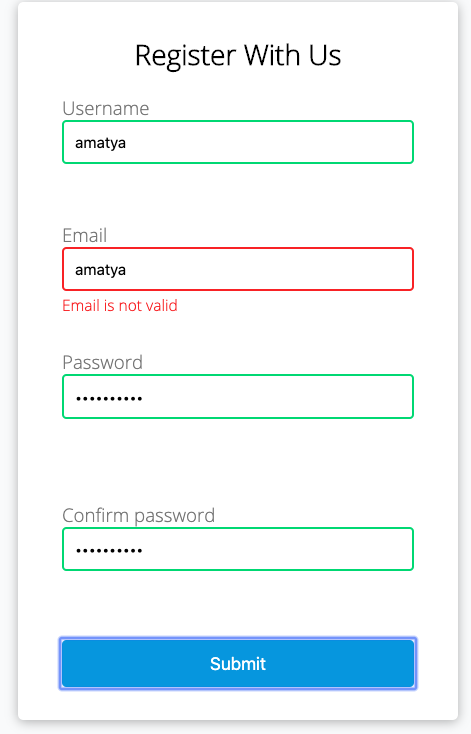 Register With Us
Username
amatya
Email
amatya
Email is not valid
Password
••••••••••
Confirm password
••••••••••
Submit